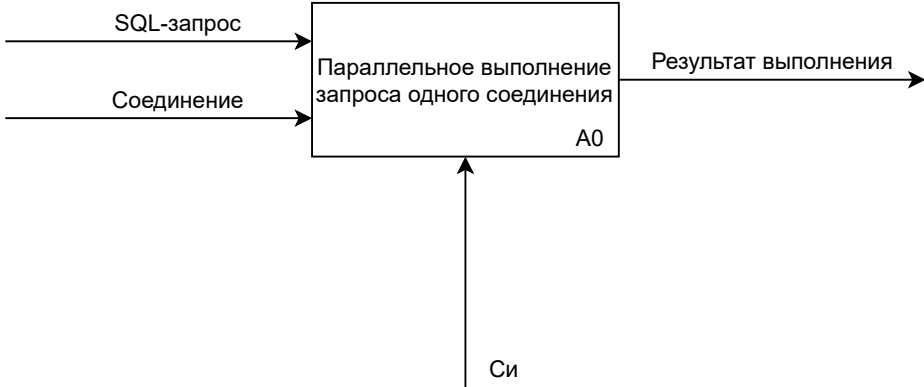 SQL-запрос
Соединение
Параллельное выполнение
запроса одного соединения
A0
Результат выполнения
Си